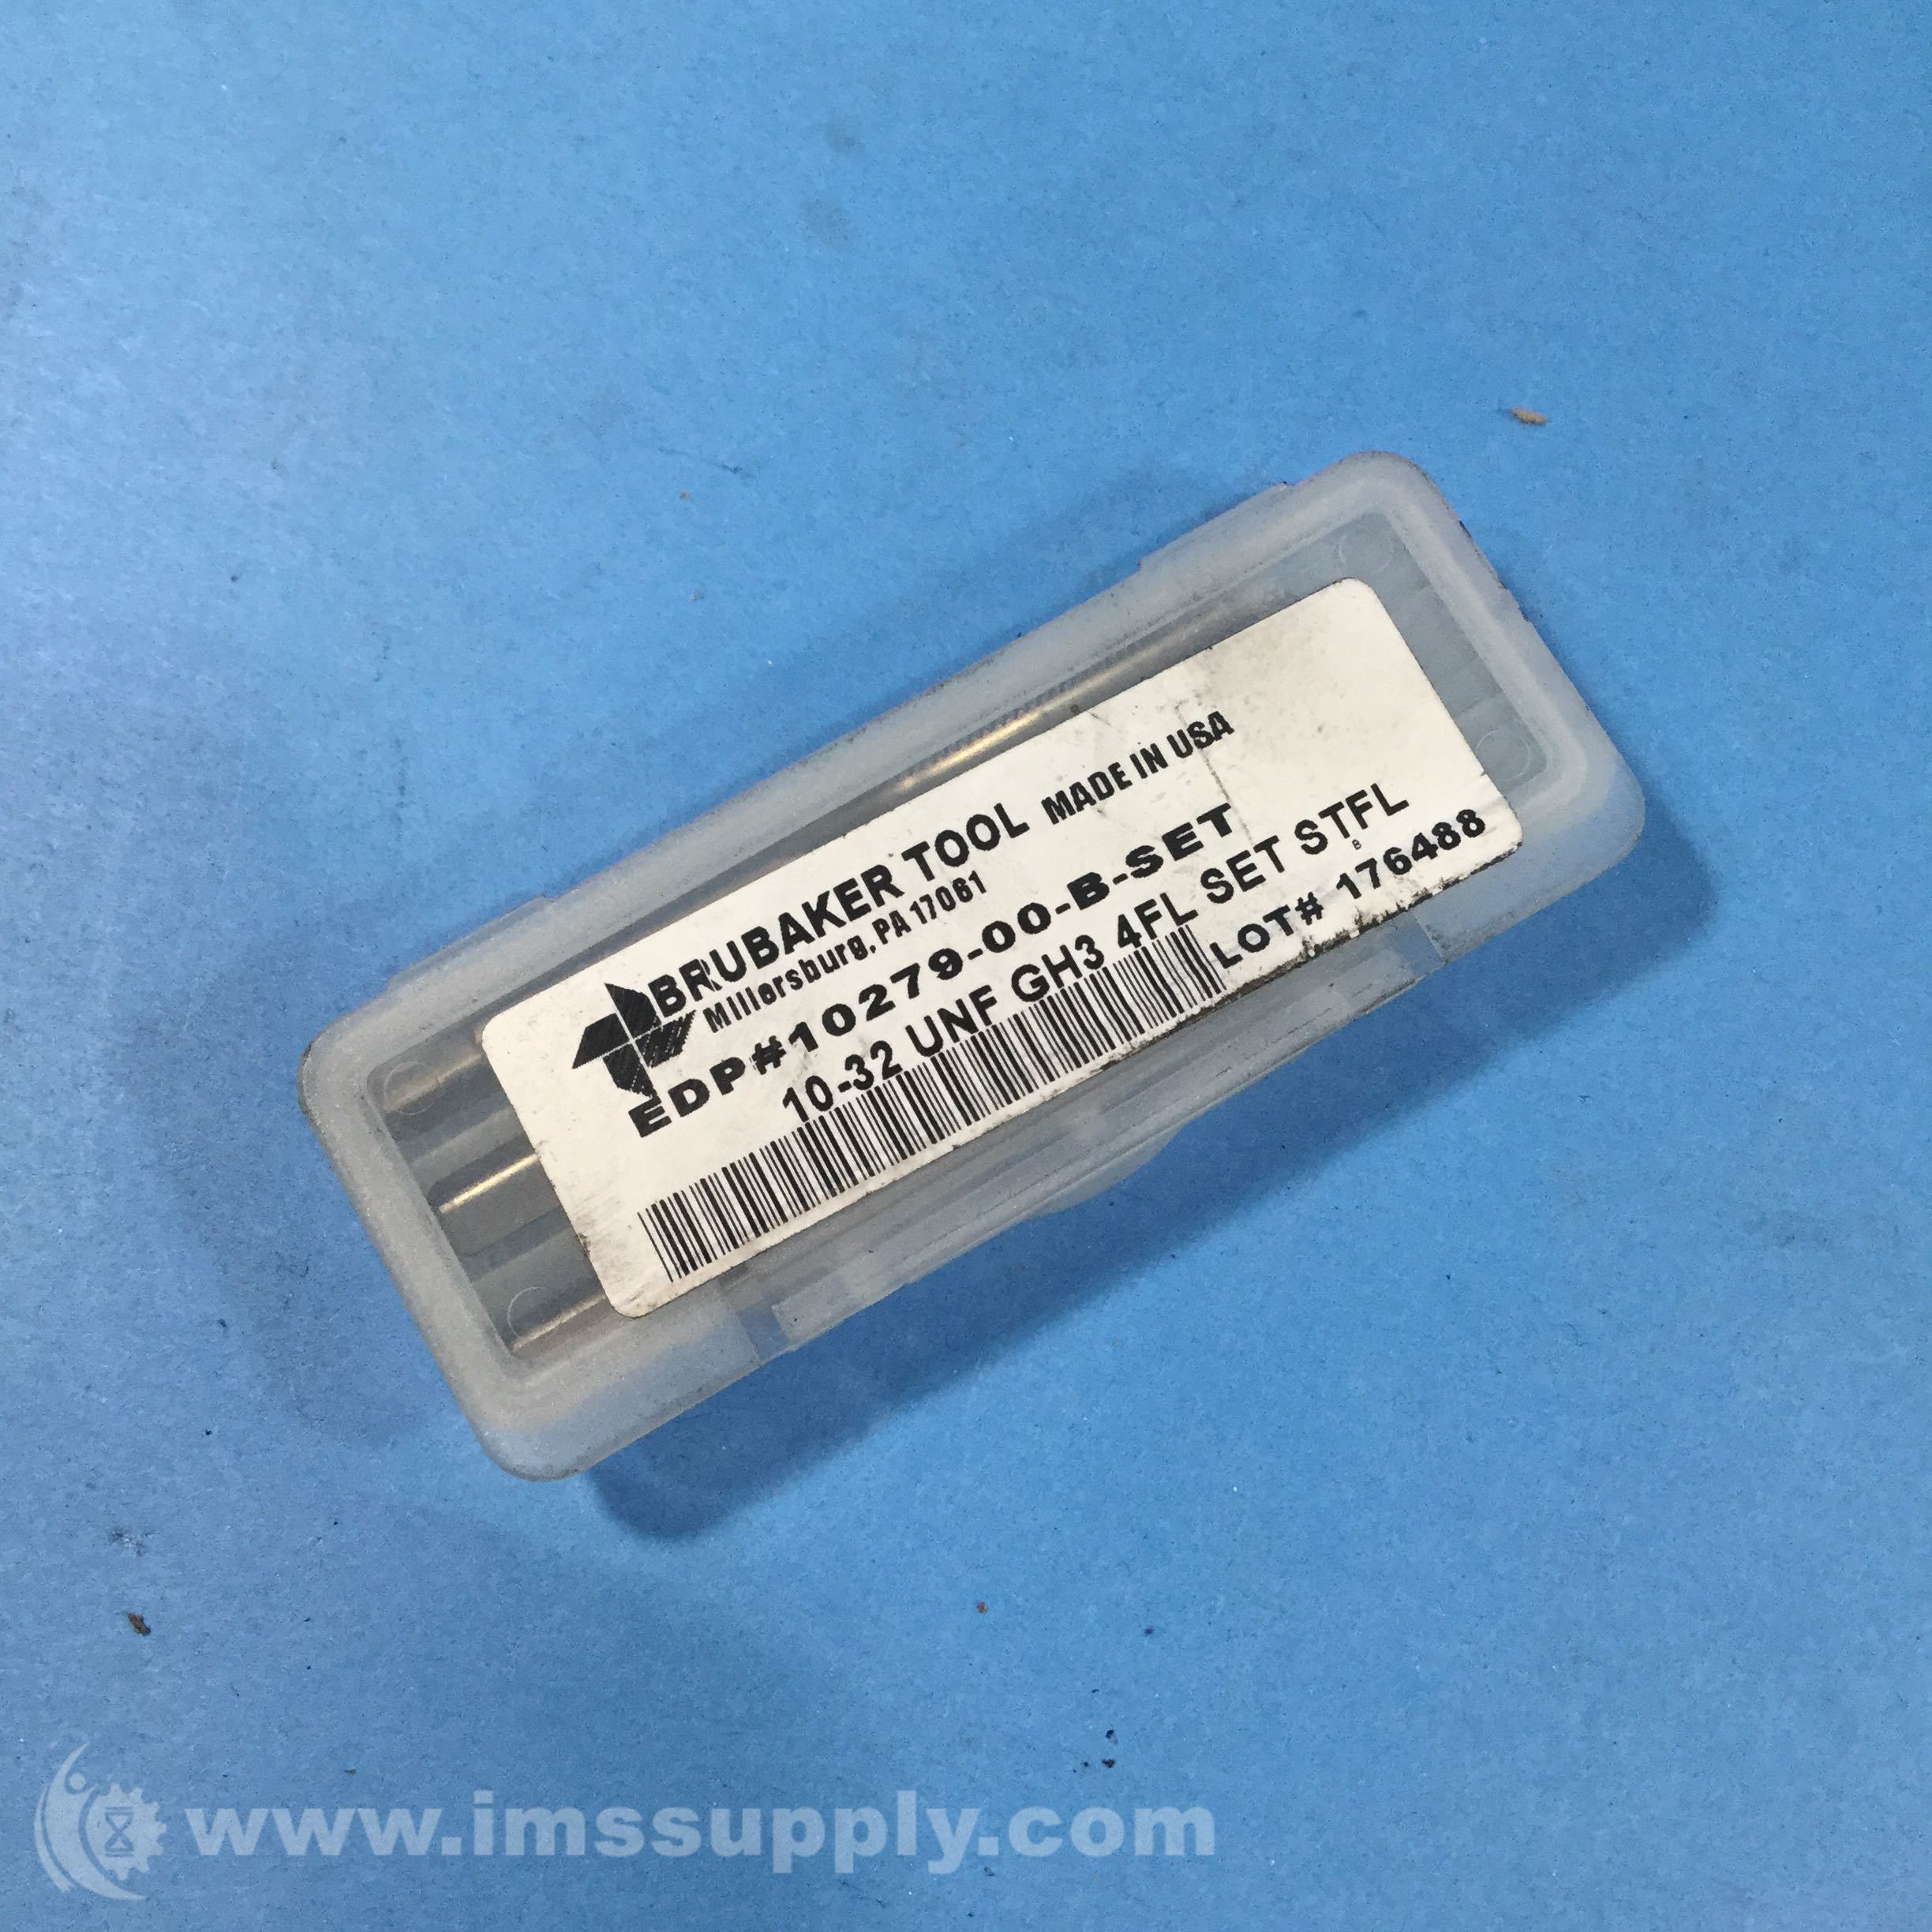 BRUBAKER TOOL MADE IN USA
Millersburg, PA 17061
EDP#10279-00-B-SET
10-32 UNF GH3 4FL SET STFL
LOT# 176488
www.imssupply.com